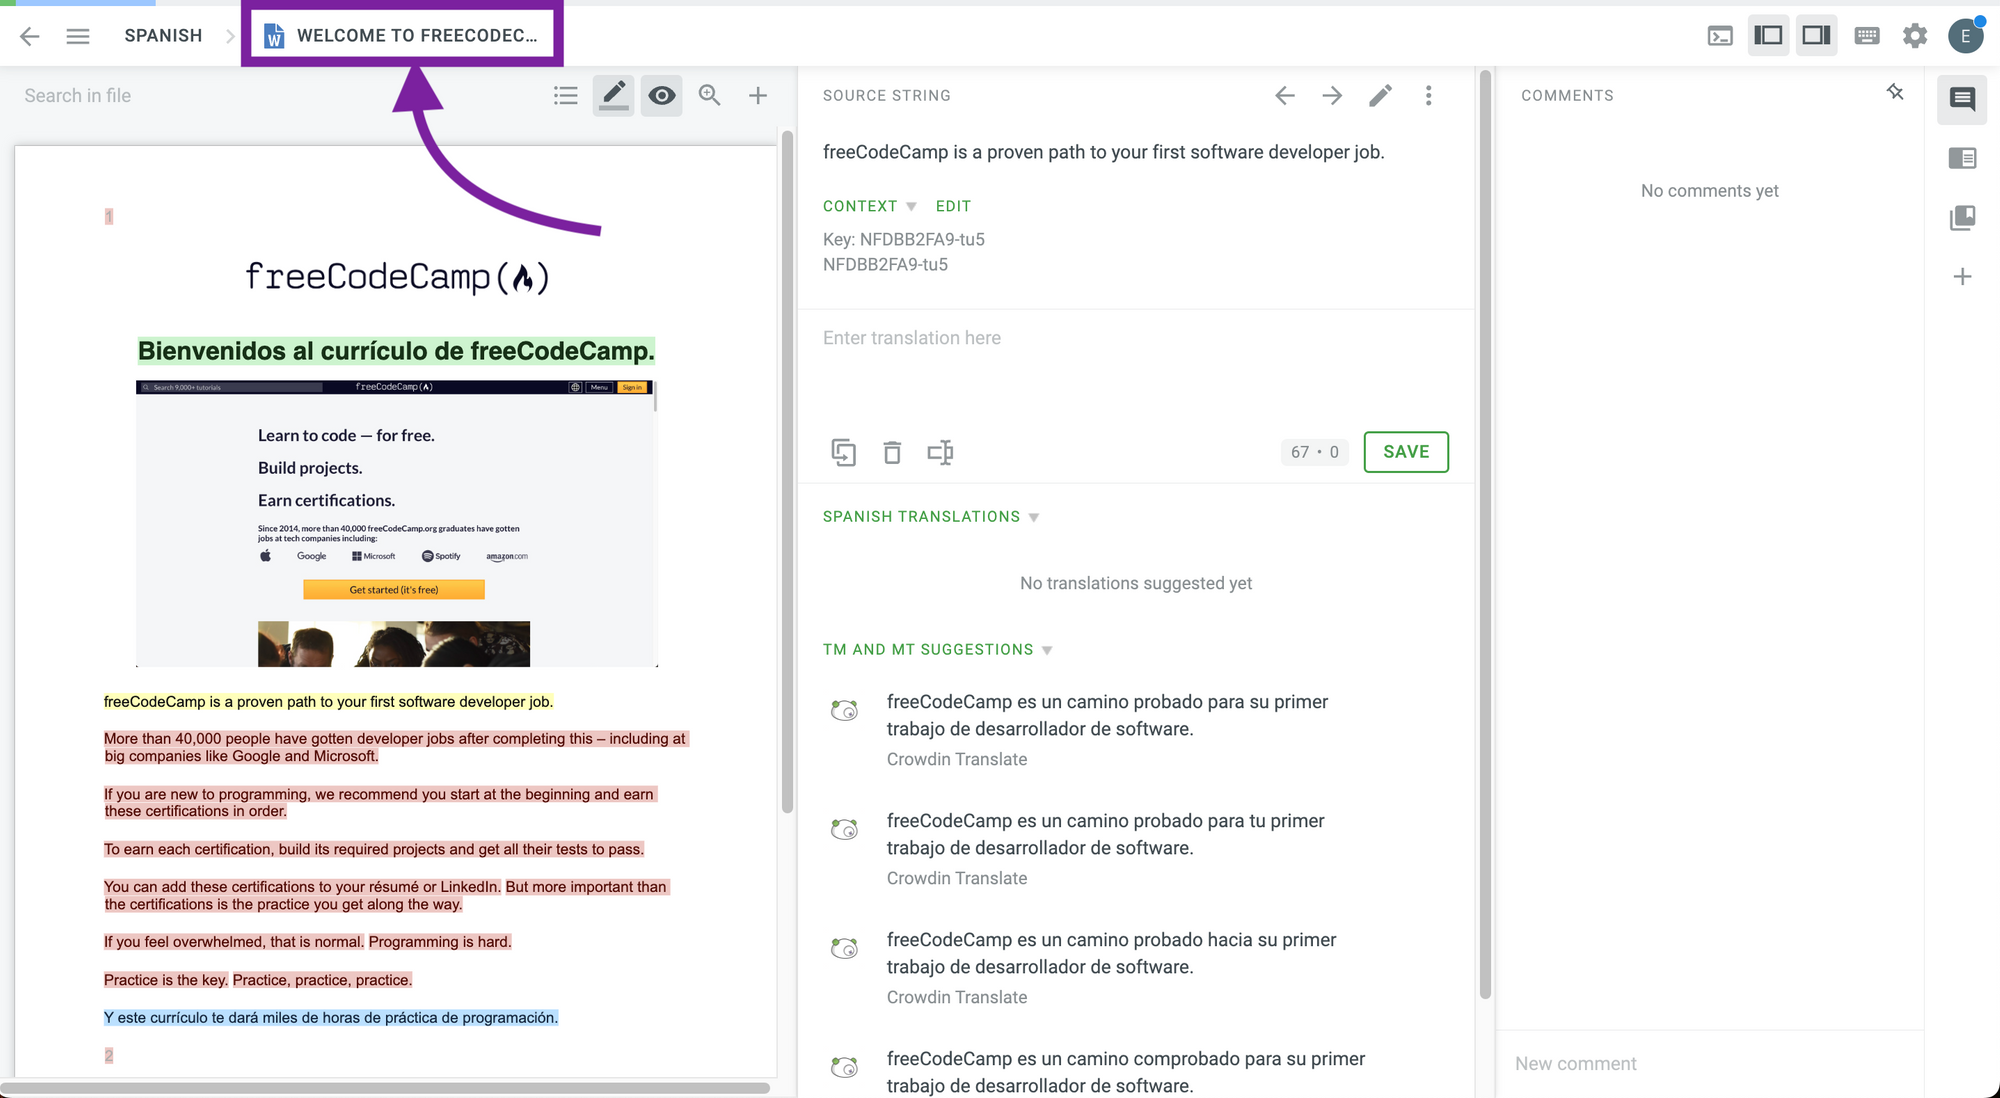 SPANISH
WELCOME TO FREECODEC...
E
Search in file
1
freeCodeCamp(🔥)
Bienvenidos al currículo de freeCodeCamp.
Search 9,000+ tutorials
freeCodeCamp(🔥)
Menu
Sign in
Learn to code — for free.
Build projects.
Earn certifications.
Since 2014, more than 40,000 freeCodeCamp.org graduates have gotten
jobs at tech companies including:
Google
Microsoft
Spotify
amazon.com
Get started (it's free)
freeCodeCamp is a proven path to your first software developer job.
More than 40,000 people have gotten developer jobs after completing this – including at
big companies like Google and Microsoft.
If you are new to programming, we recommend you start at the beginning and earn
these certifications in order.
To earn each certification, build its required projects and get all their tests to pass.
You can add these certifications to your résumé or LinkedIn. But more important than
the certifications is the practice you get along the way.
If you feel overwhelmed, that is normal. Programming is hard.
Practice is the key. Practice, practice, practice.
Y este currículo te dará miles de horas de práctica de programación.
2
SOURCE STRING
freeCodeCamp is a proven path to your first software developer job.
CONTEXT EDIT
Key: NFDBB2FA9-tu5
NFDBB2FA9-tu5
Enter translation here
67 • 0
SAVE
SPANISH TRANSLATIONS
No translations suggested yet
TM AND MT SUGGESTIONS
freeCodeCamp es un camino probado para su primer
trabajo de desarrollador de software.
Crowdin Translate
freeCodeCamp es un camino probado para tu primer
trabajo de desarrollador de software.
Crowdin Translate
freeCodeCamp es un camino probado hacia su primer
trabajo de desarrollador de software.
Crowdin Translate
freeCodeCamp es un camino comprobado para su primer
trabajo de desarrollador de software.
COMMENTS
No comments yet
New comment